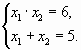 x₁ · x₂ = 6,
x₁ + x₂ = 5.